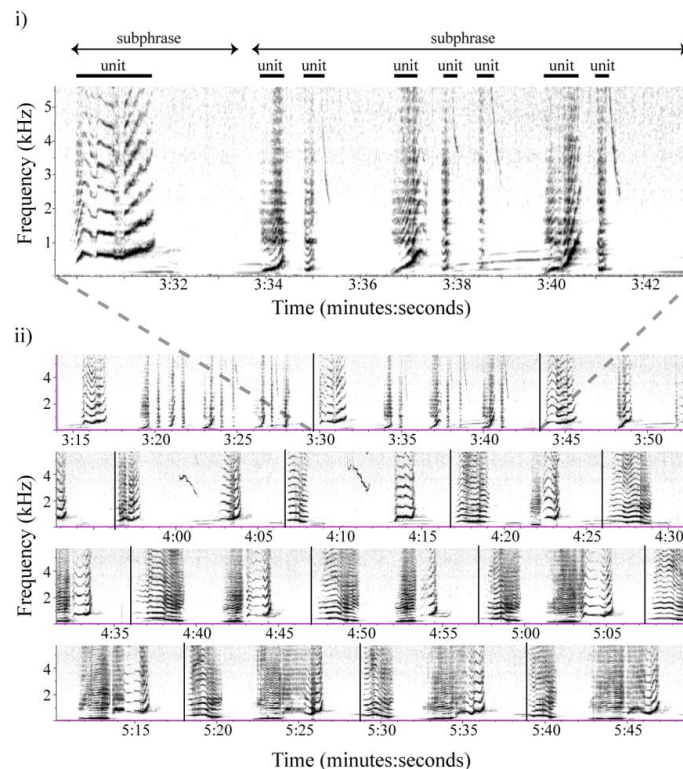 i)
subphrase subphrase
unit unit unit unit unit unit unit unit
Frequency (kHz)
5
4
3
2
1
3:32 3:34 3:36 3:38 3:40 3:42
Time (minutes:seconds)
ii)
Frequency (kHz)
4
2
3:15 3:20 3:25 3:30 3:35 3:40 3:45 3:50
4
2
4:00 4:05 4:10 4:15 4:20 4:25 4:30
4
2
4:35 4:40 4:45 4:50 4:55 5:00 5:05
4
2
5:15 5:20 5:25 5:30 5:35 5:40 5:45
Time (minutes:seconds)